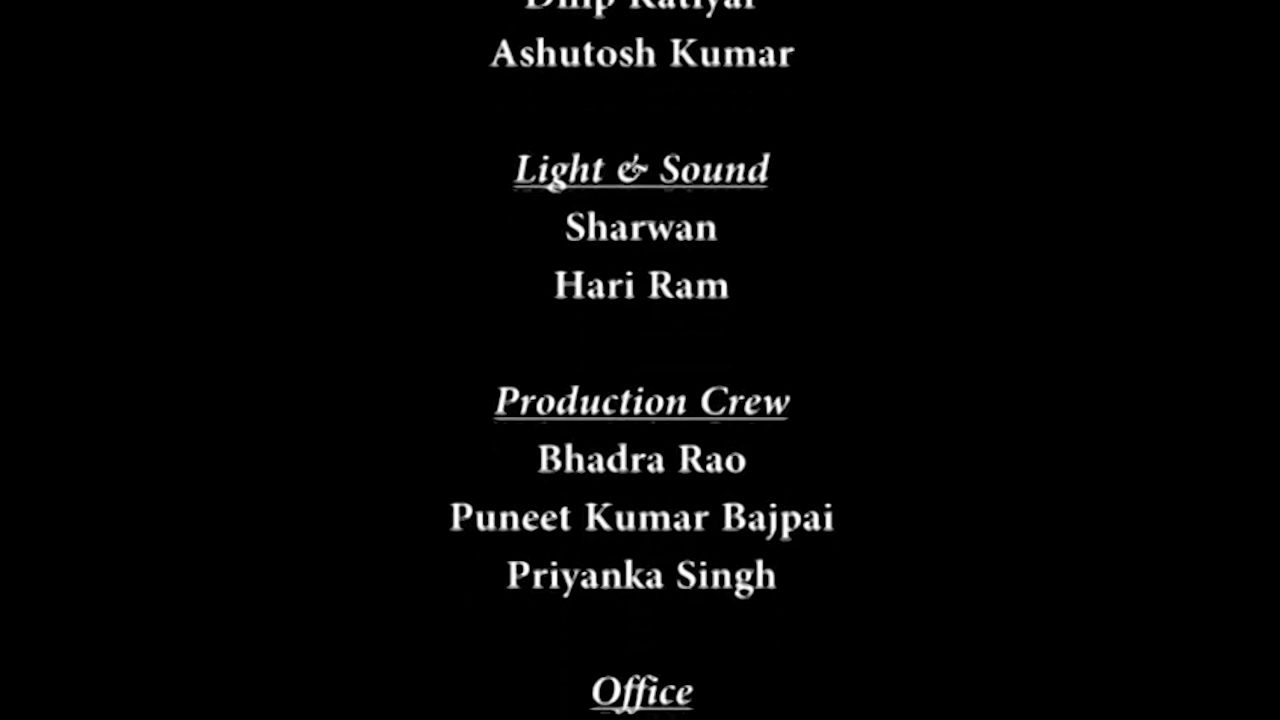 Ashutosh Kumar
Light & Sound
Sharwan
Hari Ram
Production Crew
Bhadra Rao
Puneet Kumar Bajpai
Priyanka Singh
Office